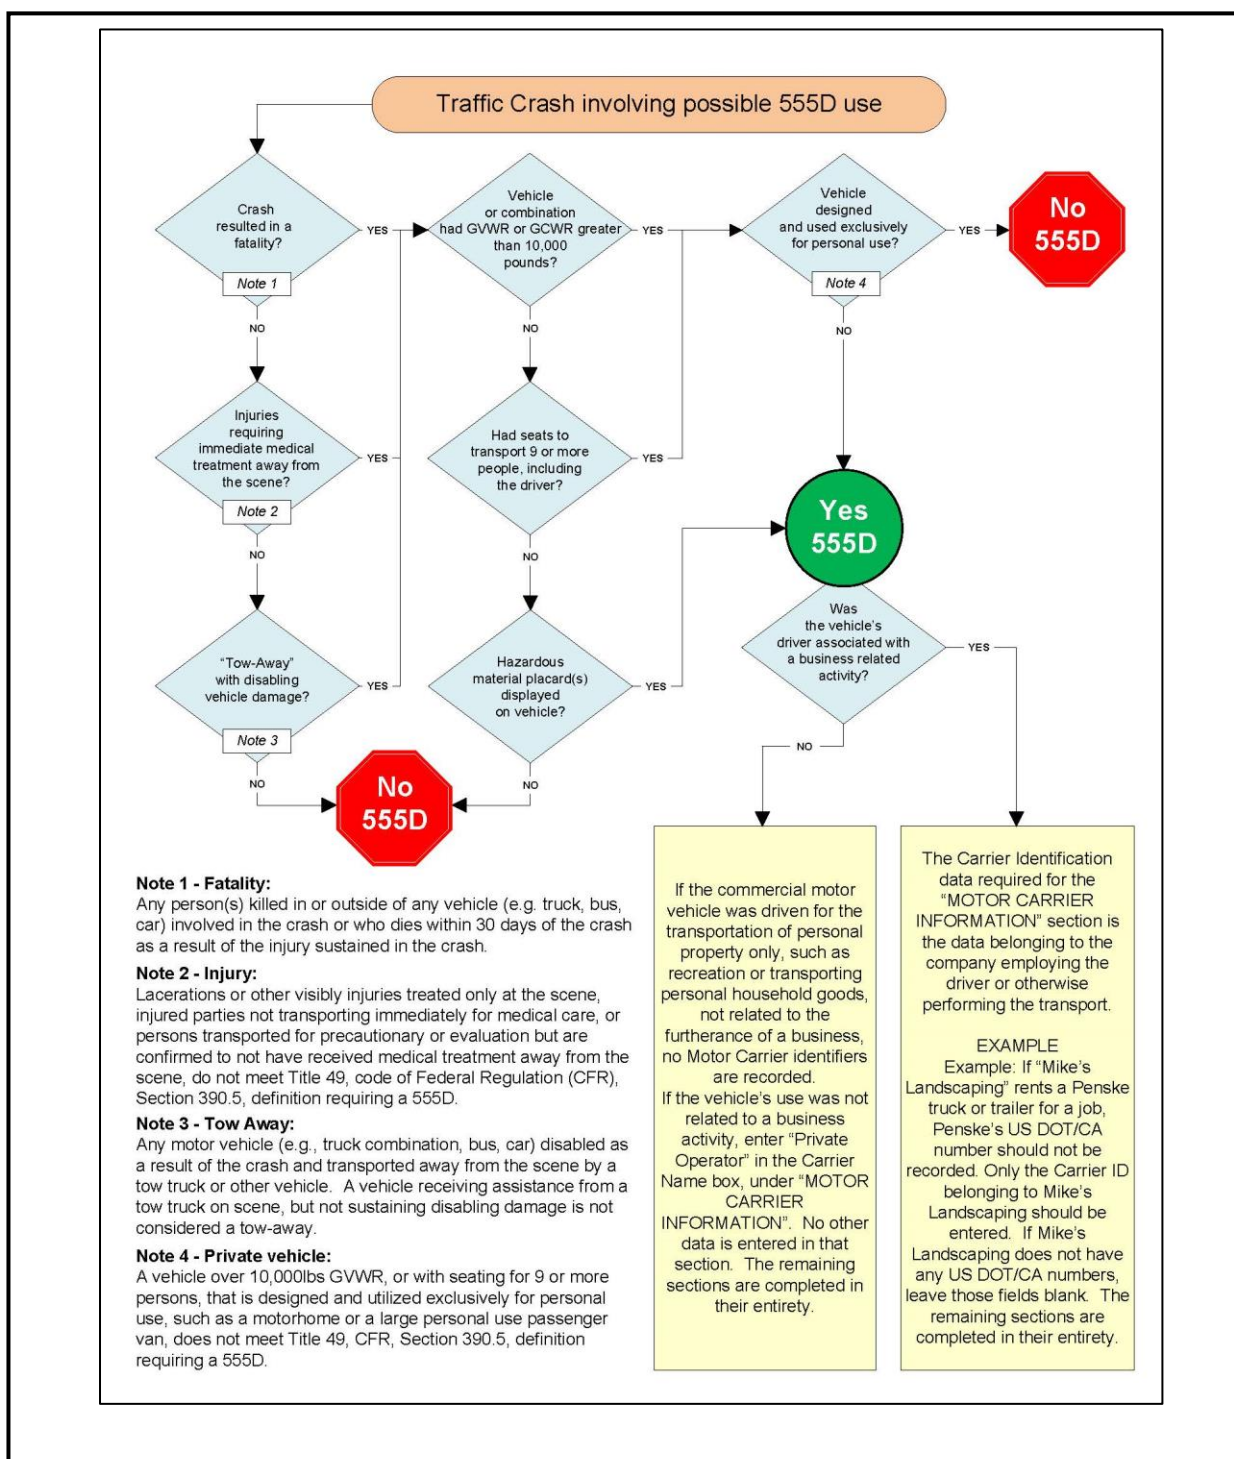 Traffic Crash involving possible 555D use
Crash
resulted in a
fatality?
Note 1
YES
NO
Vehicle
or combination
had GVWR or GCWR greater
than 10,000
pounds?
YES
NO
Vehicle
designed
and used exclusively
for personal use?
Note 4
YES
NO
No
555D
Injuries
requiring
immediate medical
treatment away from
the scene?
Note 2
YES
NO
Had seats to
transport 9 or more
people, including
the driver?
YES
NO
Yes
555D
"Tow-Away"
with disabling
vehicle damage?
Note 3
YES
NO
Hazardous
material placard(s)
displayed
on vehicle?
YES
NO
Was
the vehicle's
driver associated with
a business related
activity?
YES
NO
No
555D
Note 1 - Fatality:
Any person(s) killed in or outside of any vehicle (e.g. truck, bus,
car) involved in the crash or who dies within 30 days of the crash
as a result of the injury sustained in the crash.
Note 2 - Injury:
Lacerations or other visibly injuries treated only at the scene,
injured parties not transporting immediately for medical care, or
persons transported for precautionary or evaluation but are
confirmed to not have received medical treatment away from the
scene, do not meet Title 49, code of Federal Regulation (CFR),
Section 390.5, definition requiring a 555D.
Note 3 - Tow Away:
Any motor vehicle (e.g., truck combination, bus, car) disabled as
a result of the crash and transported away from the scene by a
tow truck or other vehicle.  A vehicle receiving assistance from a
tow truck on scene, but not sustaining disabling damage is not
considered a tow-away.
Note 4 - Private vehicle:
A vehicle over 10,000lbs GVWR, or with seating for 9 or more
persons, that is designed and utilized exclusively for personal
use, such as a motorhome or a large personal use passenger
van, does not meet Title 49, CFR, Section 390.5, definition
requiring a 555D.
If the commercial motor
vehicle was driven for the
transportation of personal
property only, such as
recreation or transporting
personal household goods,
not related to the
furtherance of a business,
no Motor Carrier identifiers
are recorded.
If the vehicle's use was not
related to a business
activity, enter "Private
Operator" in the Carrier
Name box, under "MOTOR
CARRIER
INFORMATION".  No other
data is entered in that
section.  The remaining
sections are completed in
their entirety.
The Carrier Identification
data required for the
"MOTOR CARRIER
INFORMATION" section is
the data belonging to the
company employing the
driver or otherwise
performing the transport.
EXAMPLE
Example: If "Mike's
Landscaping" rents a Penske
truck or trailer for a job,
Penske's US DOT/CA
number should not be
recorded. Only the Carrier ID
belonging to Mike's
Landscaping should be
entered.  If Mike's
Landscaping does not have
any US DOT/CA numbers,
leave those fields blank.  The
remaining sections are
completed in their entirety.